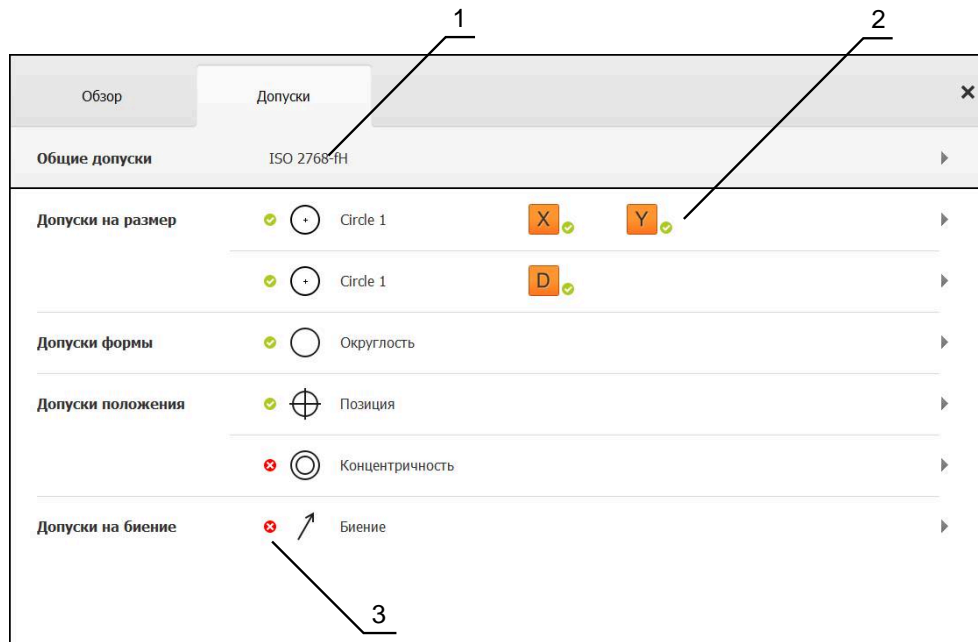 1 2
Обзор Допуски
Общие допуски ISO 2768-fH
Допуски на размер Circle 1 X Y
Circle 1 D
Допуски формы Округлость
Допуски положения Позиция
Концентричность
Допуски на биение Биение
3